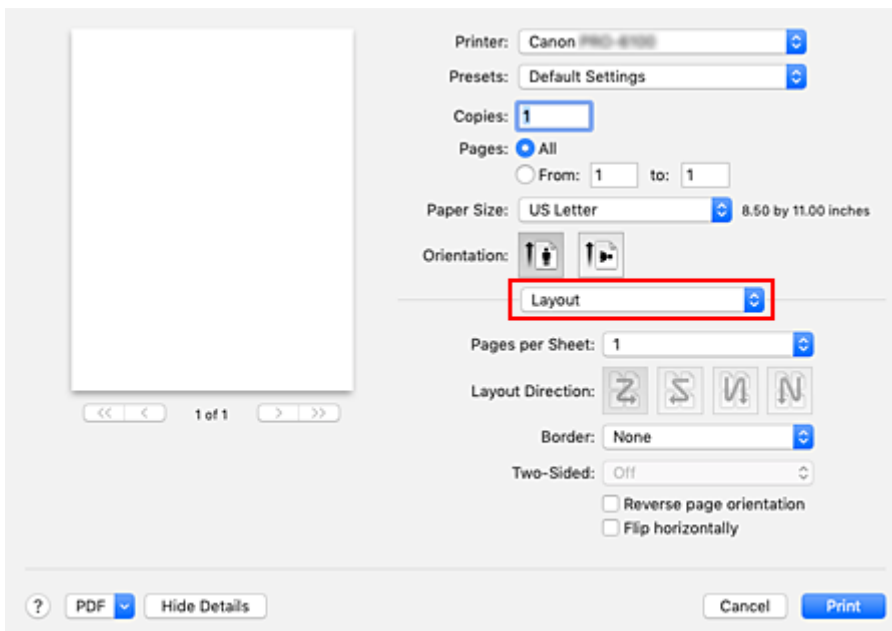 Printer: Canon
Presets: Default Settings
Copies: 1
Pages: All
From: 1 to: 1
Paper Size: US Letter 8.50 by 11.00 inches
Orientation:
Layout
Pages per Sheet: 1
Layout Direction:
Border: None
Two-Sided: Off
Reverse page orientation
Flip horizontally
<< < 1 of 1 > >>
? PDF Hide Details Cancel Print